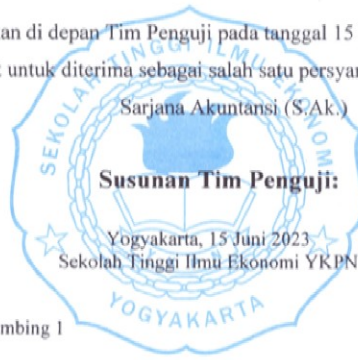 an di depan Tim Penguji pada tanggal 15
untuk diterima sebagai salah satu persyar
Sarjana Akuntansi (S.Ak.)
SEKOLAH TINGGI ILMU EKONOMI
Susunan Tim Penguji:
Yogyakarta, 15 Juni 2023
Sekolah Tinggi Ilmu Ekonomi YKPN
YOGYAKARTA
mbing 1